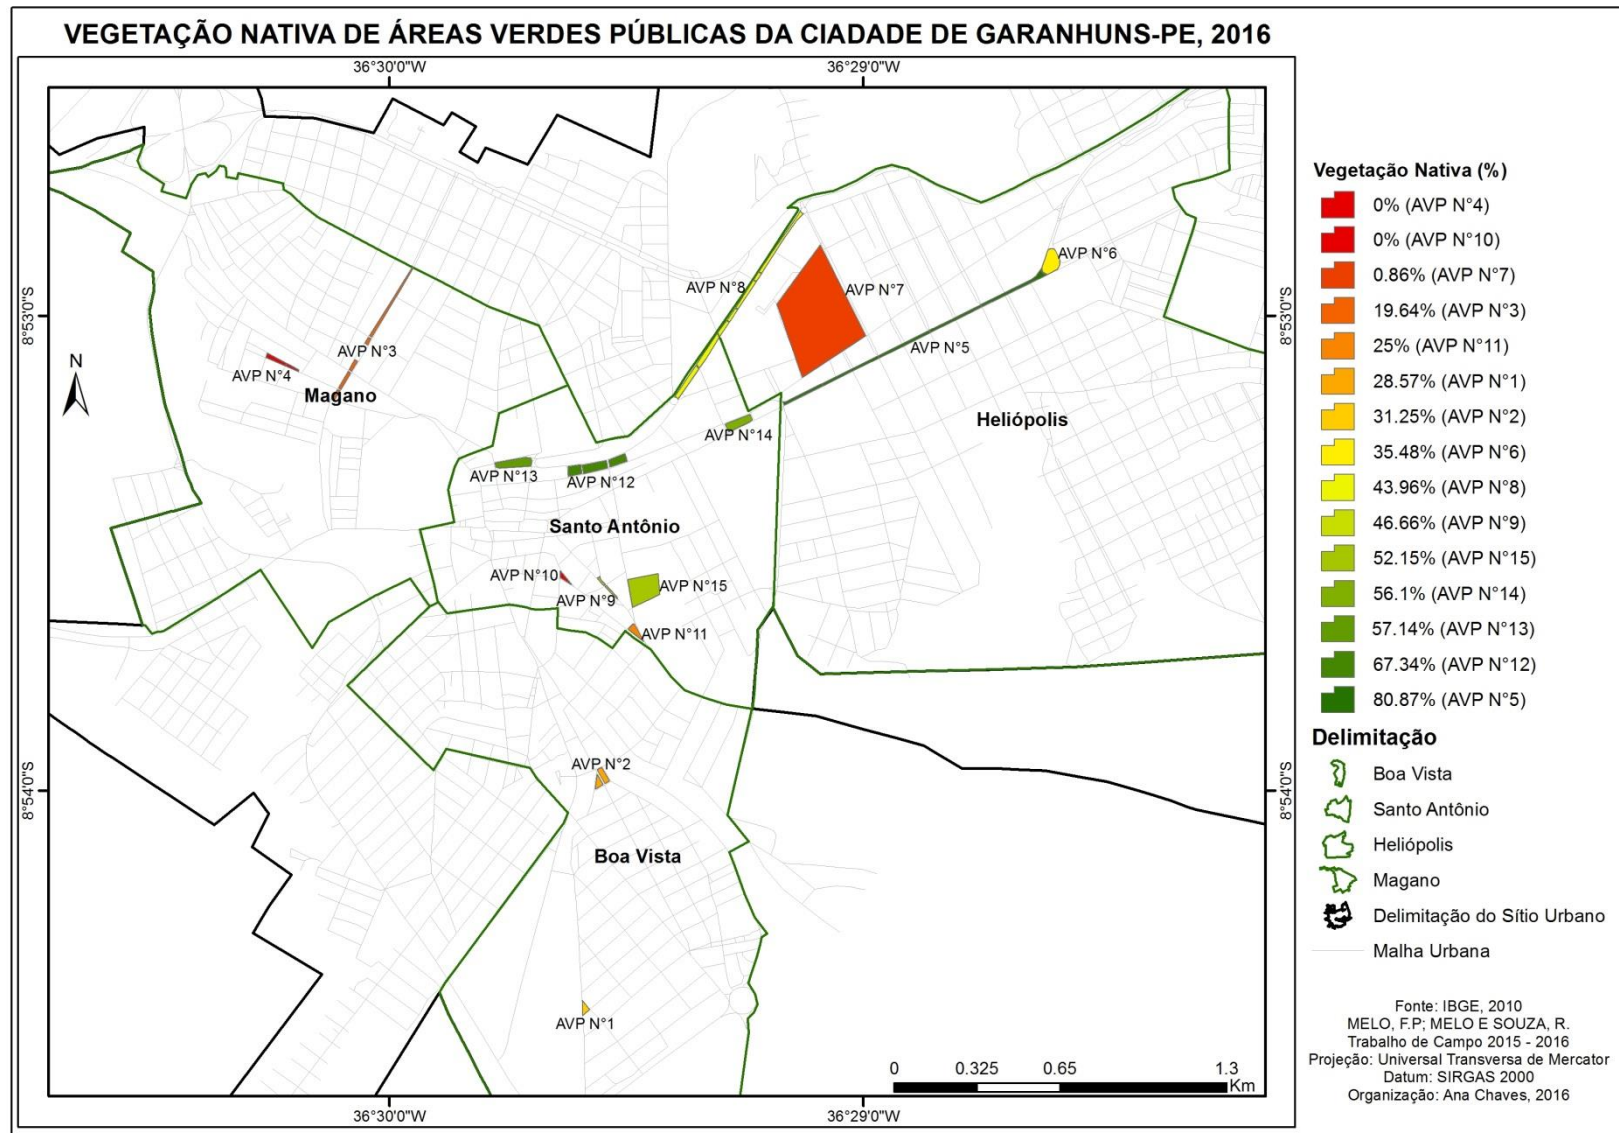 VEGETAÇÃO NATIVA DE ÁREAS VERDES PÚBLICAS DA CIADADE DE GARANHUNS-PE, 2016
36°30'0"W
36°29'0"W
8°53'0"S
8°53'0"S
8°54'0"S
8°54'0"S
N
AVP N°6
AVP N°8
AVP N°7
AVP N°5
AVP N°3
AVP N°4
Magano
Heliópolis
AVP N°14
AVP N°13
AVP N°12
Santo Antônio
AVP N°10
AVP N°15
AVP N°9
AVP N°11
AVP N°2
Boa Vista
AVP N°1
0 0.325 0.65 1.3
Km
36°30'0"W
36°29'0"W
Vegetação Nativa (%)
0% (AVP N°4)
0% (AVP N°10)
0.86% (AVP N°7)
19.64% (AVP N°3)
25% (AVP N°11)
28.57% (AVP N°1)
31.25% (AVP N°2)
35.48% (AVP N°6)
43.96% (AVP N°8)
46.66% (AVP N°9)
52.15% (AVP N°15)
56.1% (AVP N°14)
57.14% (AVP N°13)
67.34% (AVP N°12)
80.87% (AVP N°5)
Delimitação
Boa Vista
Santo Antônio
Heliópolis
Magano
Delimitação do Sítio Urbano
Malha Urbana
Fonte: IBGE, 2010
MELO, F.P; MELO E SOUZA, R.
Trabalho de Campo 2015 - 2016
Projeção: Universal Transversa de Mercator
Datum: SIRGAS 2000
Organização: Ana Chaves, 2016